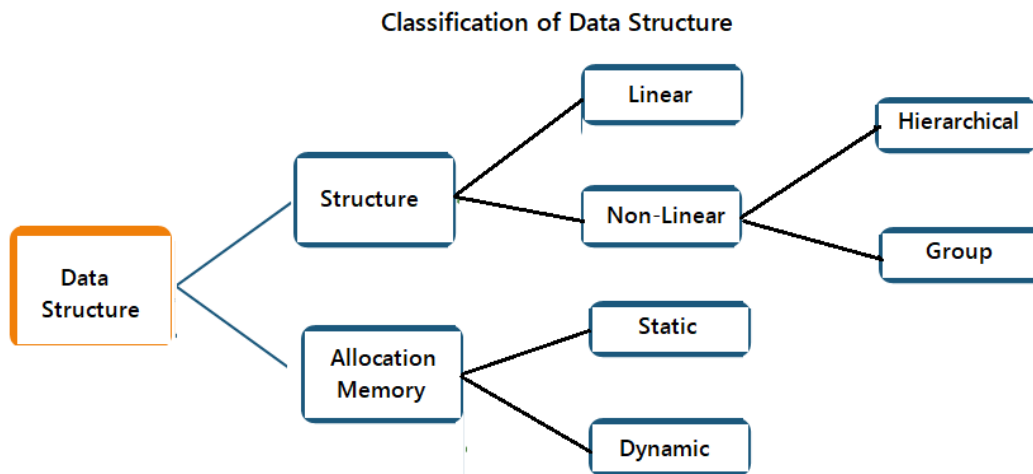 Classification of Data Structure
Linear
Hierarchical
Structure
Non-Linear
Group
Data
Structure
Static
Allocation
Memory
Dynamic